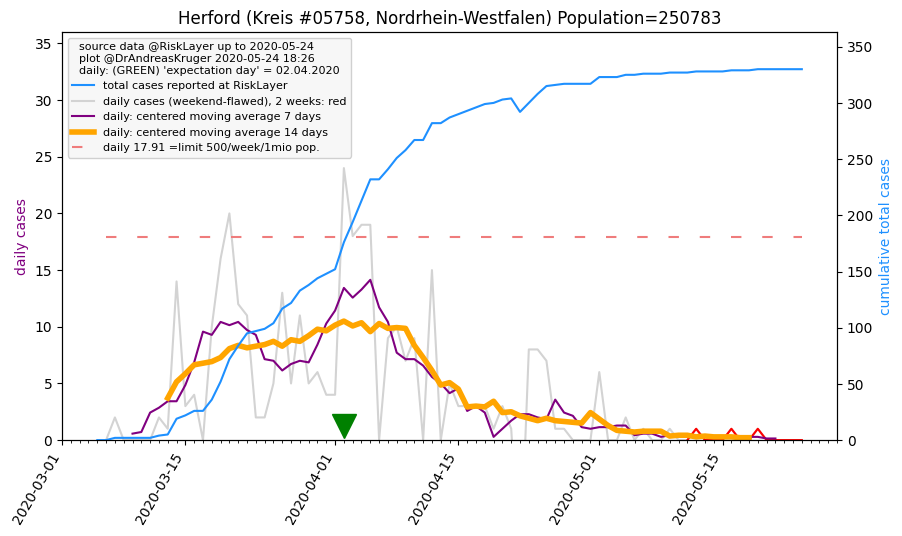 Herford (Kreis #05758, Nordrhein-Westfalen) Population=250783
source data @RiskLayer up to 2020-05-24
plot @DrAndreasKruger 2020-05-24 18:26
daily: (GREEN) 'expectation day' = 02.04.2020
total cases reported at RiskLayer
daily cases (weekend-flawed), 2 weeks: red
daily: centered moving average 7 days
daily: centered moving average 14 days
daily 17.91 =limit 500/week/1mio pop.
daily cases
35
30
25
20
15
10
5
0
cumulative total cases
350
300
250
200
150
100
50
0
2020-03-01
2020-03-15
2020-04-01
2020-04-15
2020-05-01
2020-05-15